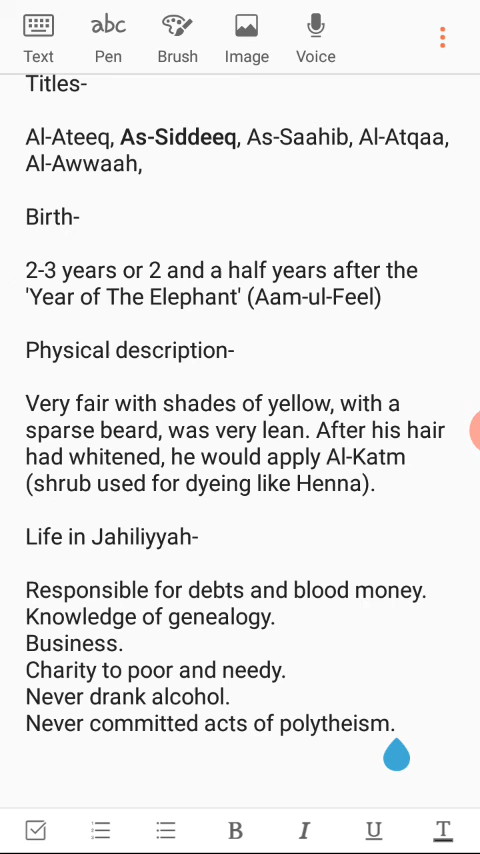 Text
abc
Pen
Brush
Image
Voice
Titles-
Al-Ateeq, As-Siddeeq, As-Saahib, Al-Atqaa,
Al-Awwaah,
Birth-
2-3 years or 2 and a half years after the
'Year of The Elephant' (Aam-ul-Feel)
Physical description-
Very fair with shades of yellow, with a
sparse beard, was very lean. After his hair
had whitened, he would apply Al-Katm
(shrub used for dyeing like Henna).
Life in Jahiliyyah-
Responsible for debts and blood money.
Knowledge of genealogy.
Business.
Charity to poor and needy.
Never drank alcohol.
Never committed acts of polytheism.
B I U T